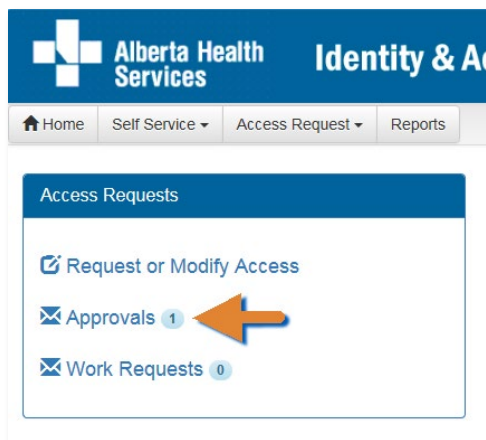 Alberta Health
Services
Identity & A
Home Self Service Access Request Reports
Access Requests
Request or Modify Access
Approvals 1
Work Requests 0